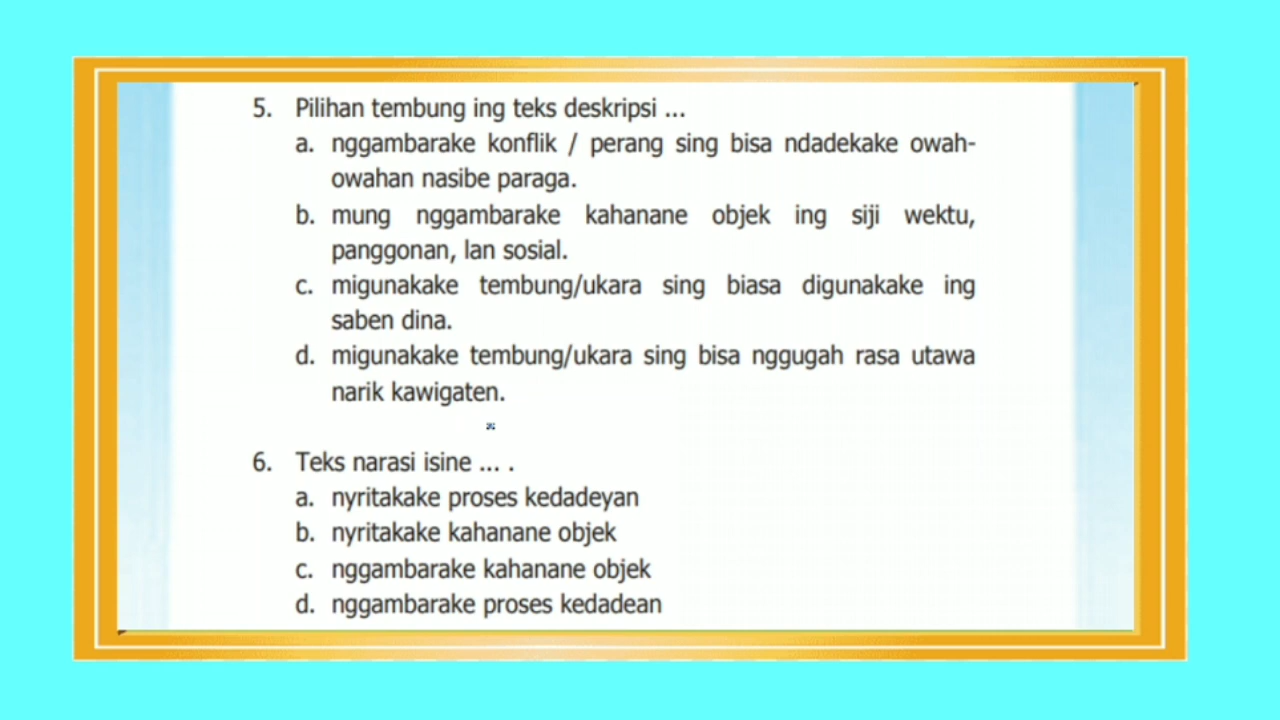 5. Pilihan tembung ing teks deskripsi ...
a. nggambarake konflik / perang sing bisa ndadekake owah-
owahan nasibe paraga.
b. mung nggambarake kahanane objek ing siji wektu,
panggonan, lan sosial.
c. migunakake tembung/ukara sing biasa digunakake ing
saben dina.
d. migunakake tembung/ukara sing bisa nggugah rasa utawa
narik kawigaten.
6. Teks narasi isine ... .
a. nyritakake proses kedadeyan
b. nyritakake kahanane objek
c. nggambarake kahanane objek
d. nggambarake proses kedadean